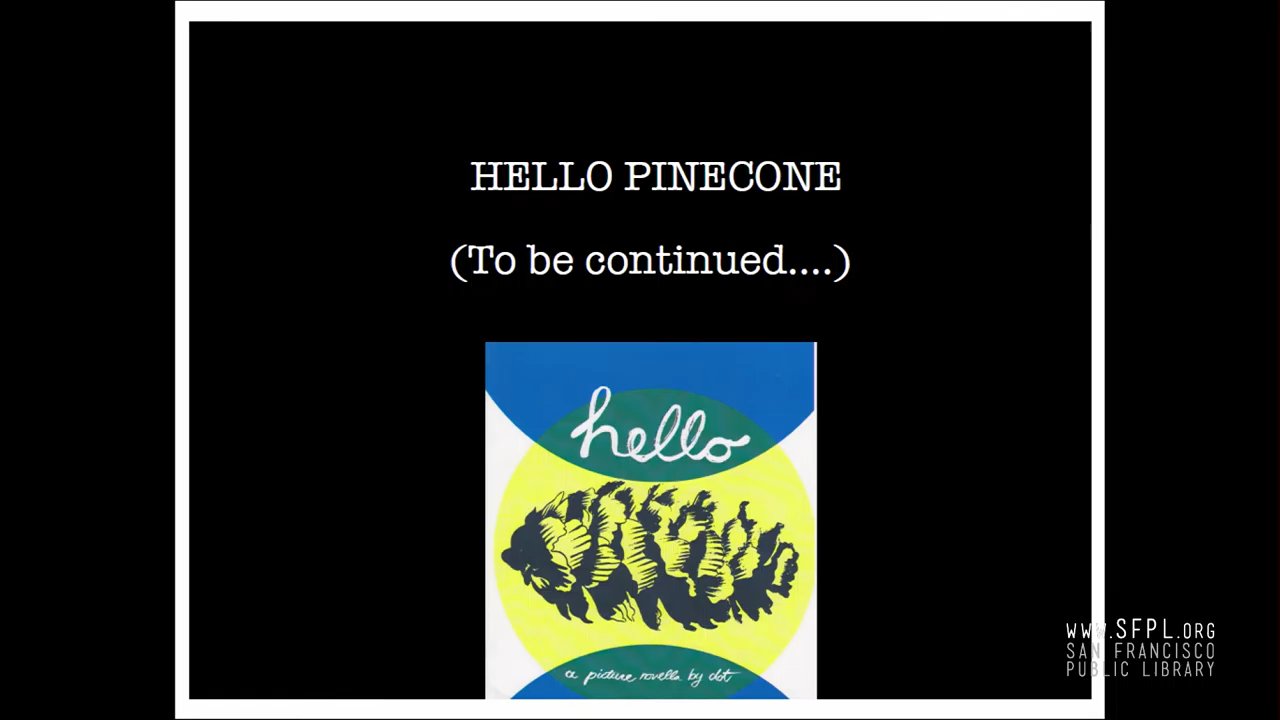 HELLO PINECONE
(To be continued....)
hello
a picture novella by dot
WWW.SFPL.ORG
SAN FRANCISCO
PUBLIC LIBRARY